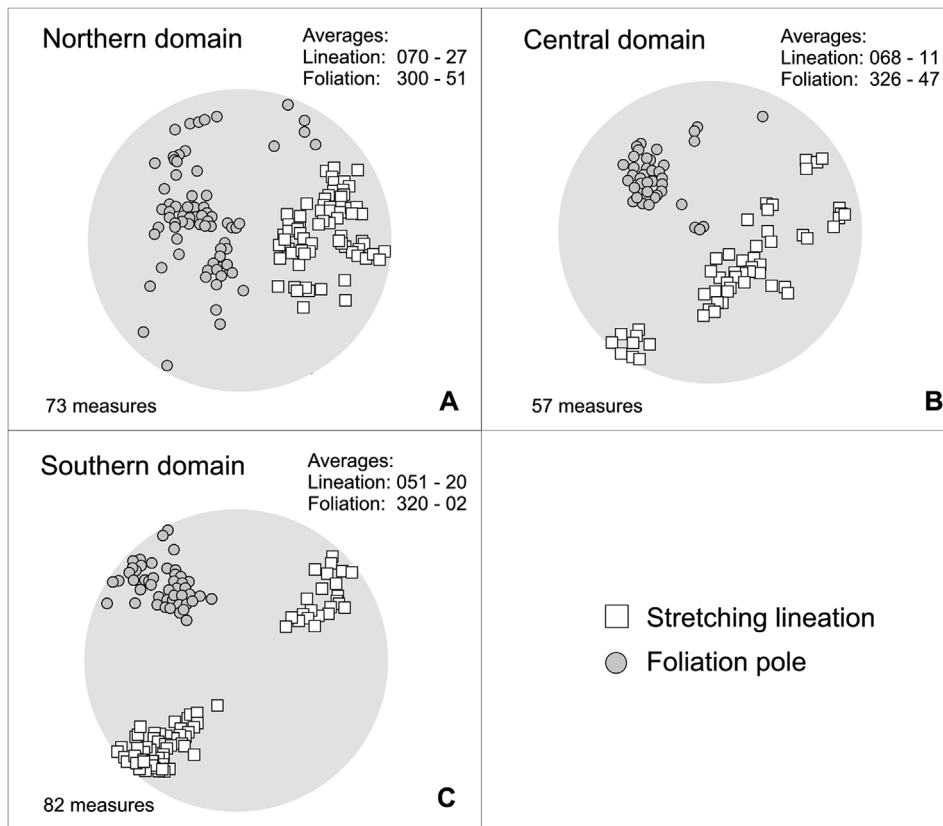 Northern domain
Averages:
Lineation: 070 - 27
Foliation: 300 - 51
73 measures
A
Central domain
Averages:
Lineation: 068 - 11
Foliation: 326 - 47
57 measures
B
Southern domain
Averages:
Lineation: 051 - 20
Foliation: 320 - 02
82 measures
C
Stretching lineation
Foliation pole